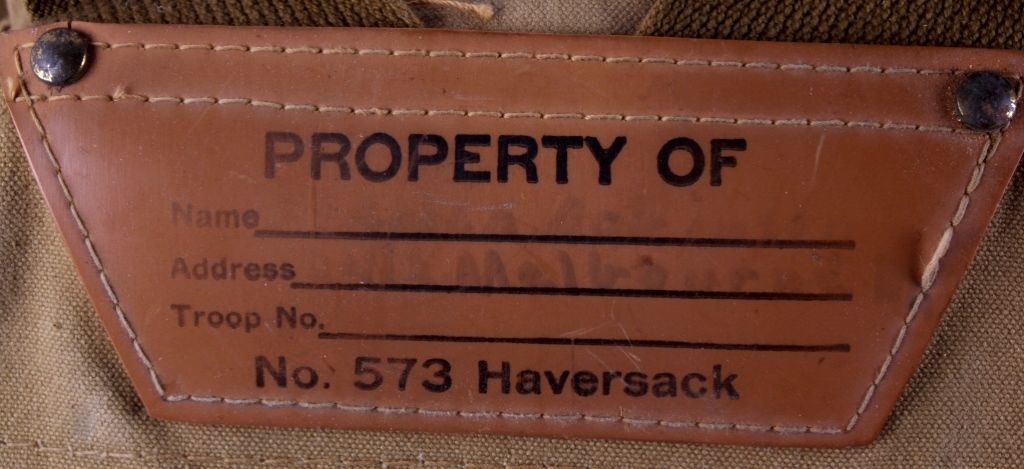 PROPERTY OF
Name
Address
Troop No.
No. 573 Haversack